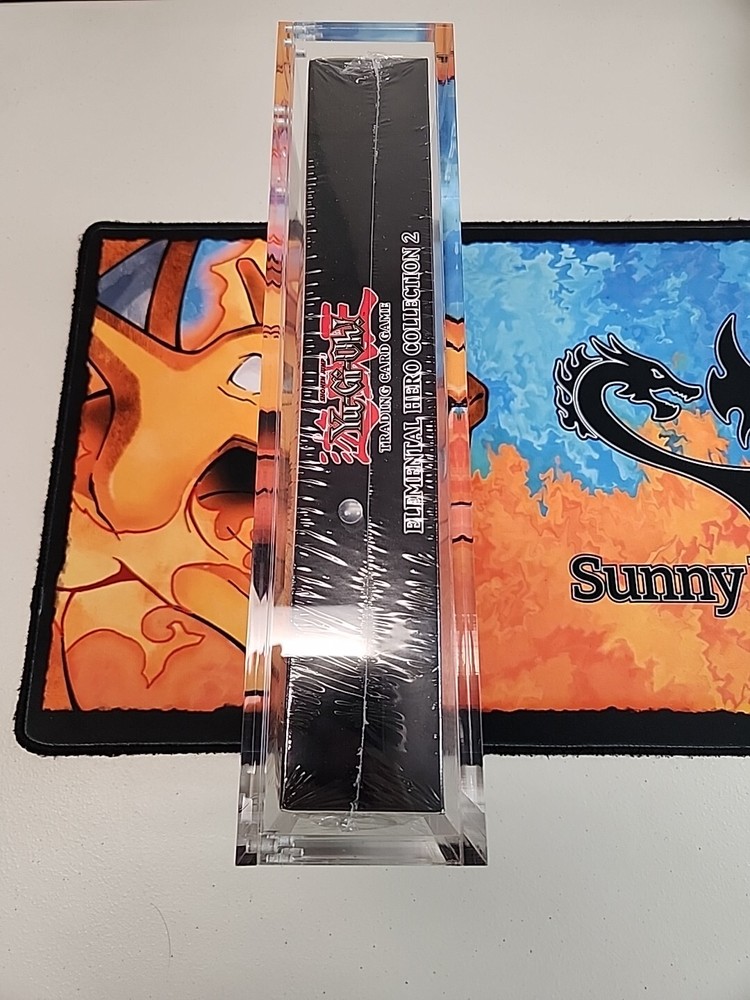 Yu-Gi-Oh!
TRADING CARD GAME
ELEMENTAL HERO COLLECTION 2
Sunny